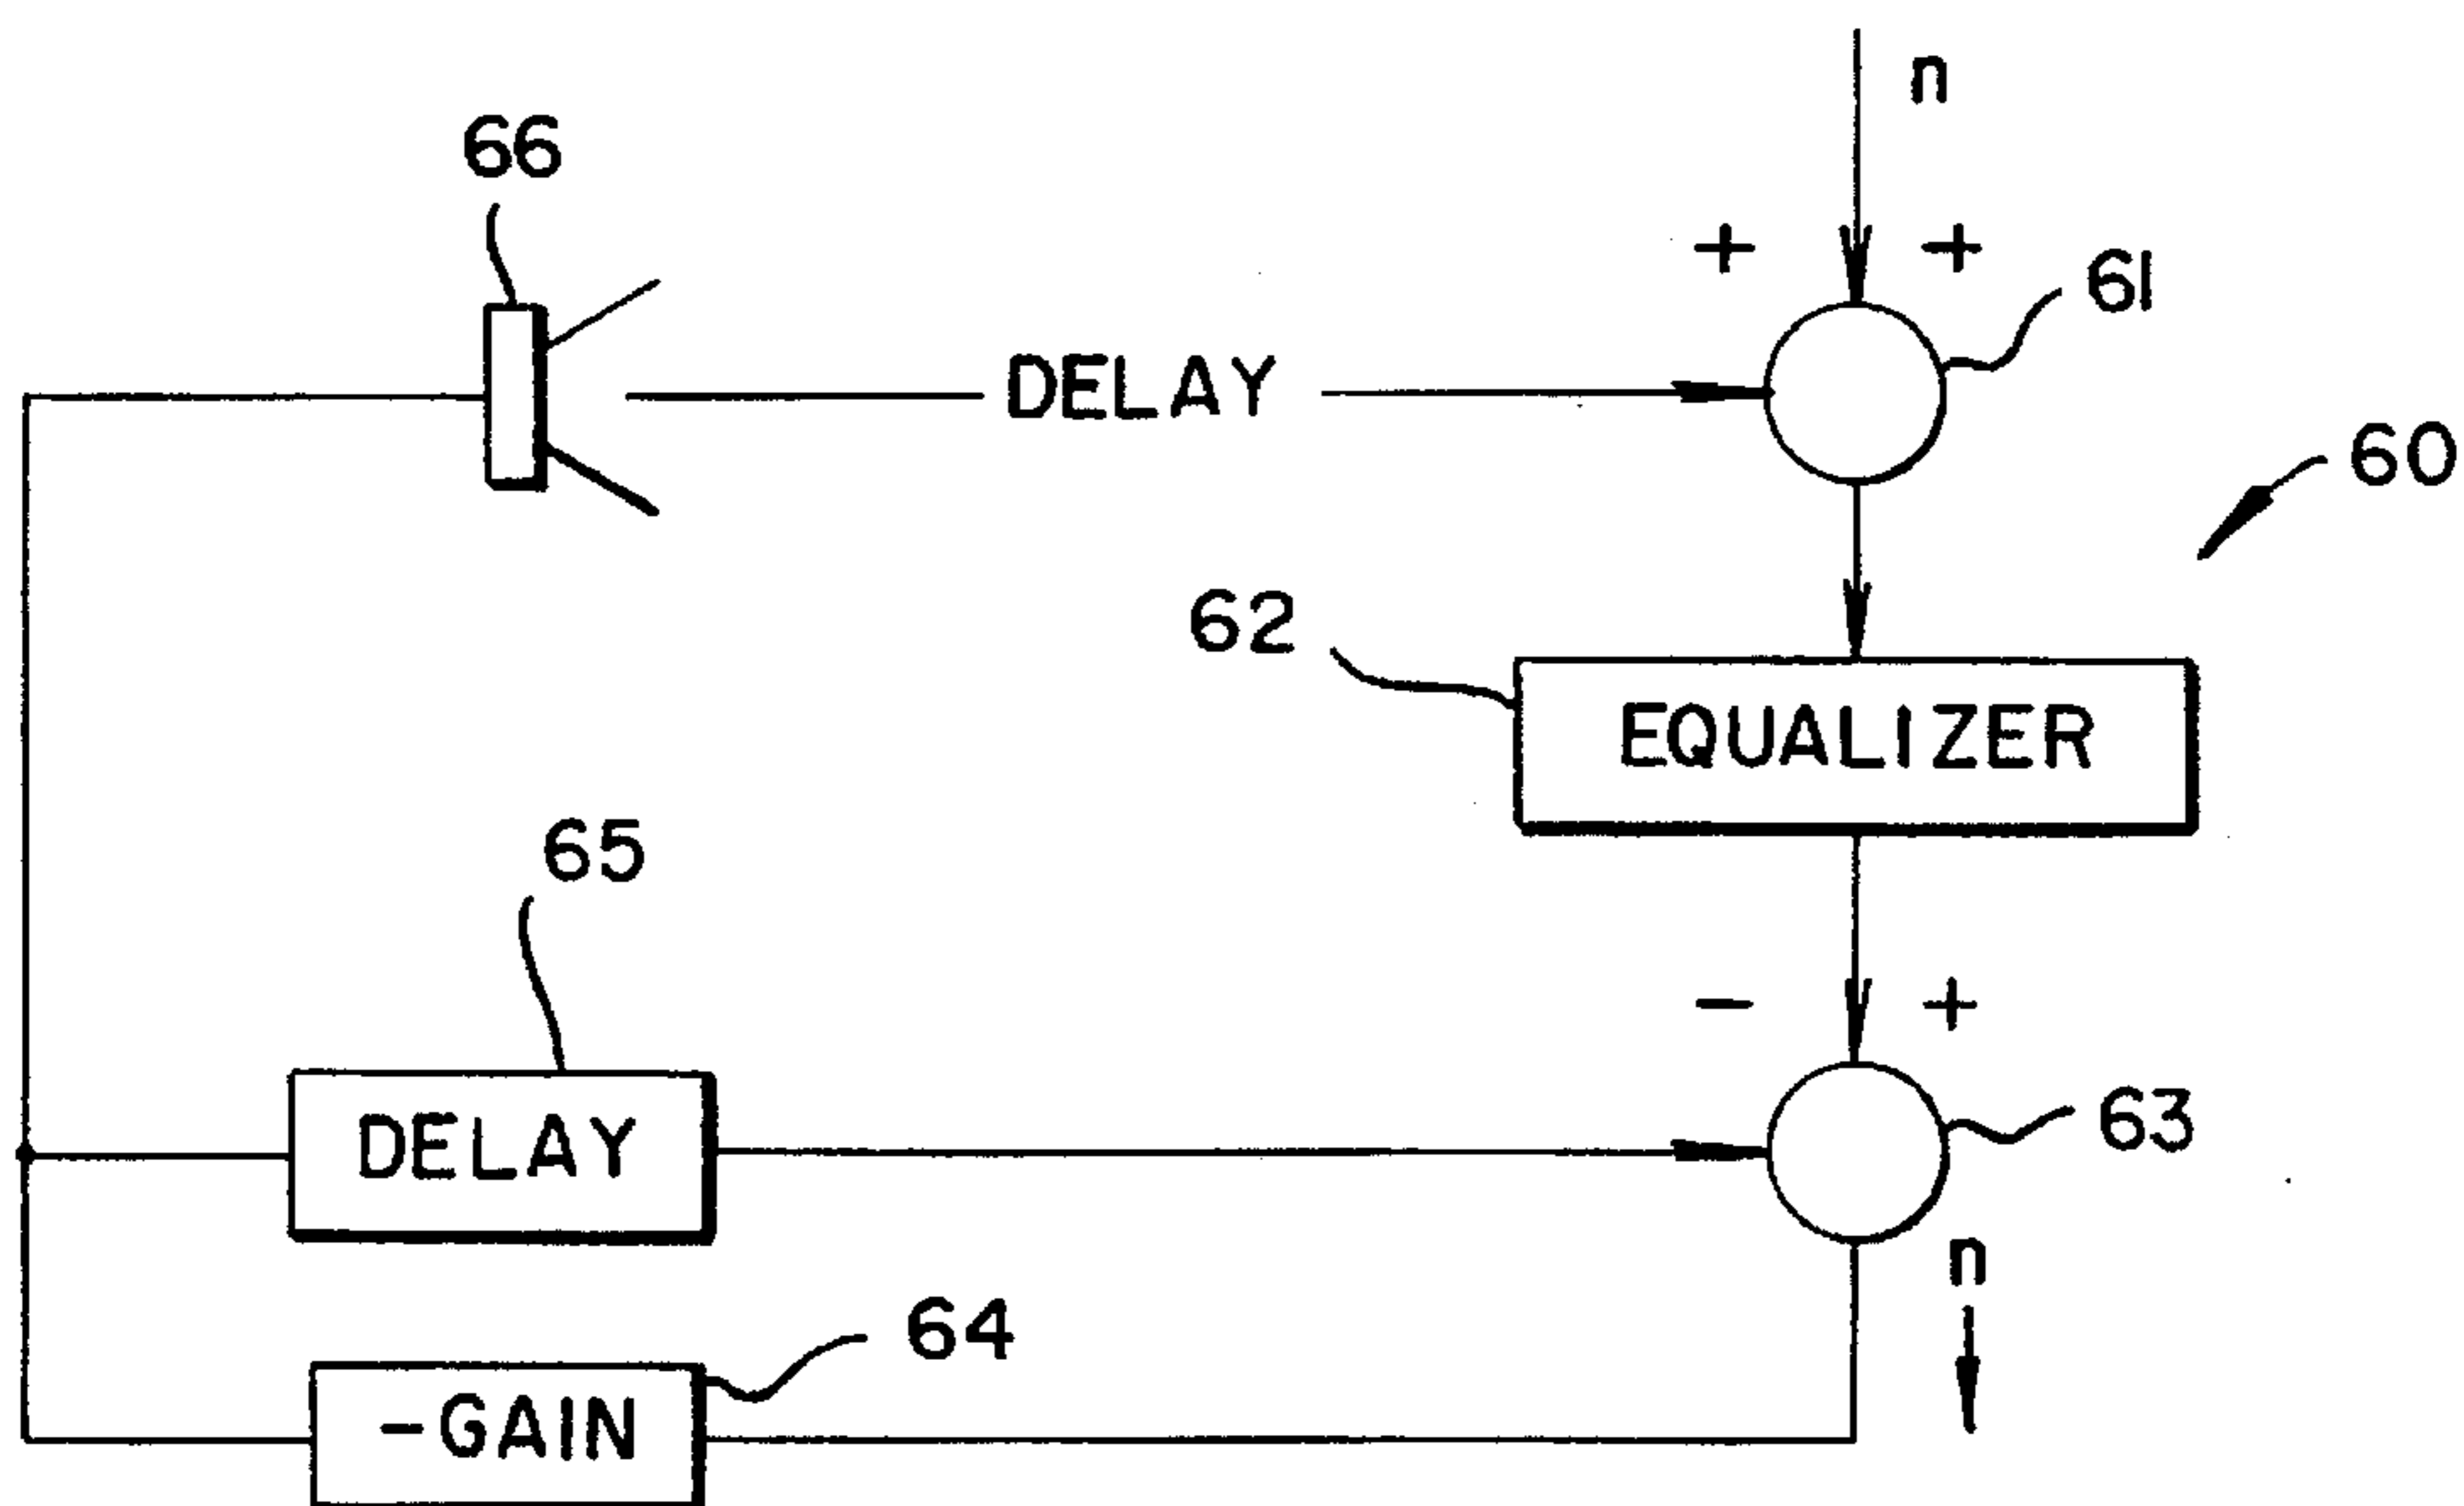 n
66
+ +
61
DELAY
60
62
EQUALIZER
65
- +
63
DELAY
n
64
-GAIN